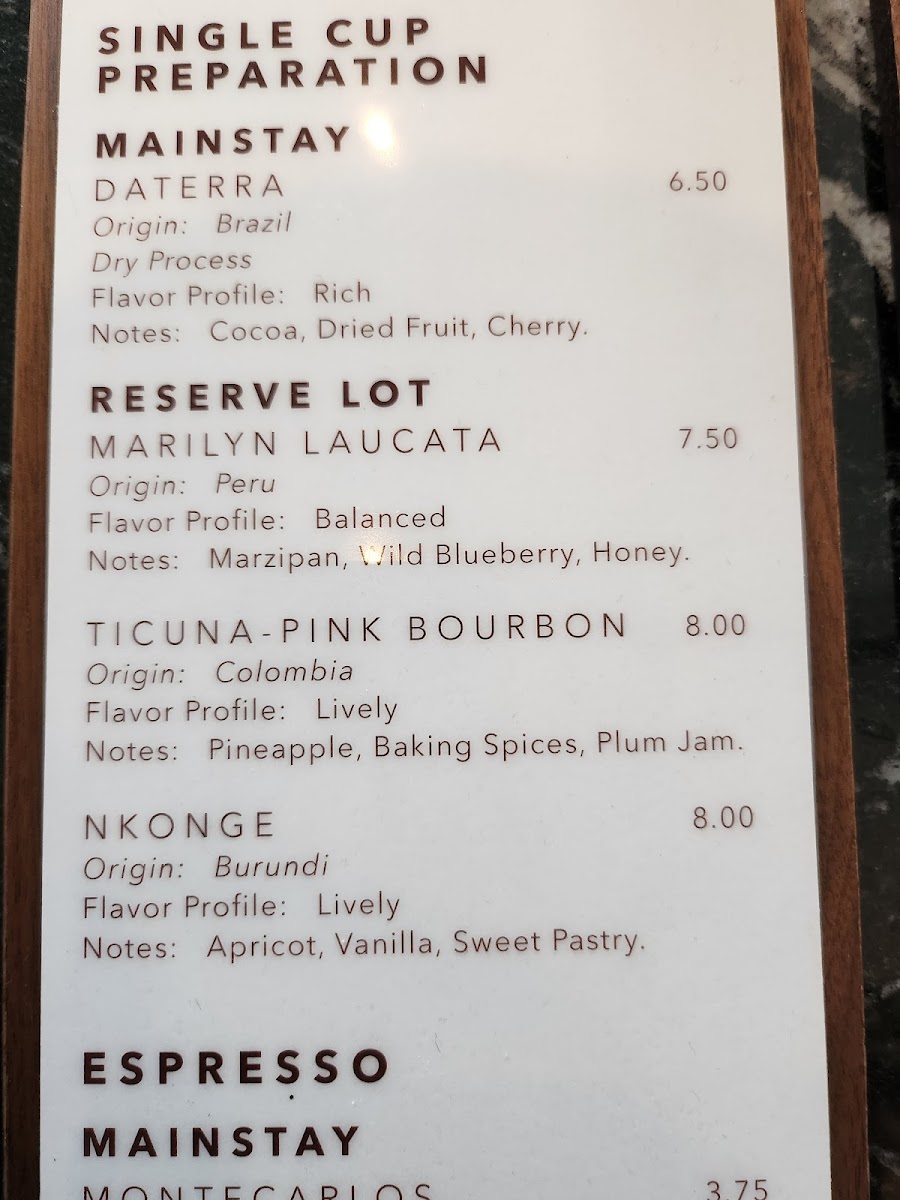 SINGLE CUP
PREPARATION
MAINSTAY
DATERRA 6.50
Origin: Brazil
Dry Process
Flavor Profile: Rich
Notes: Cocoa, Dried Fruit, Cherry.
RESERVE LOT
MARILYN LAUCATA 7.50
Origin: Peru
Flavor Profile: Balanced
Notes: Marzipan, Wild Blueberry, Honey.
TICUNA-PINK BOURBON 8.00
Origin: Colombia
Flavor Profile: Lively
Notes: Pineapple, Baking Spices, Plum Jam.
NKONGE 8.00
Origin: Burundi
Flavor Profile: Lively
Notes: Apricot, Vanilla, Sweet Pastry.
ESPRESSO
MAINSTAY
MONTECARLOS 3.75